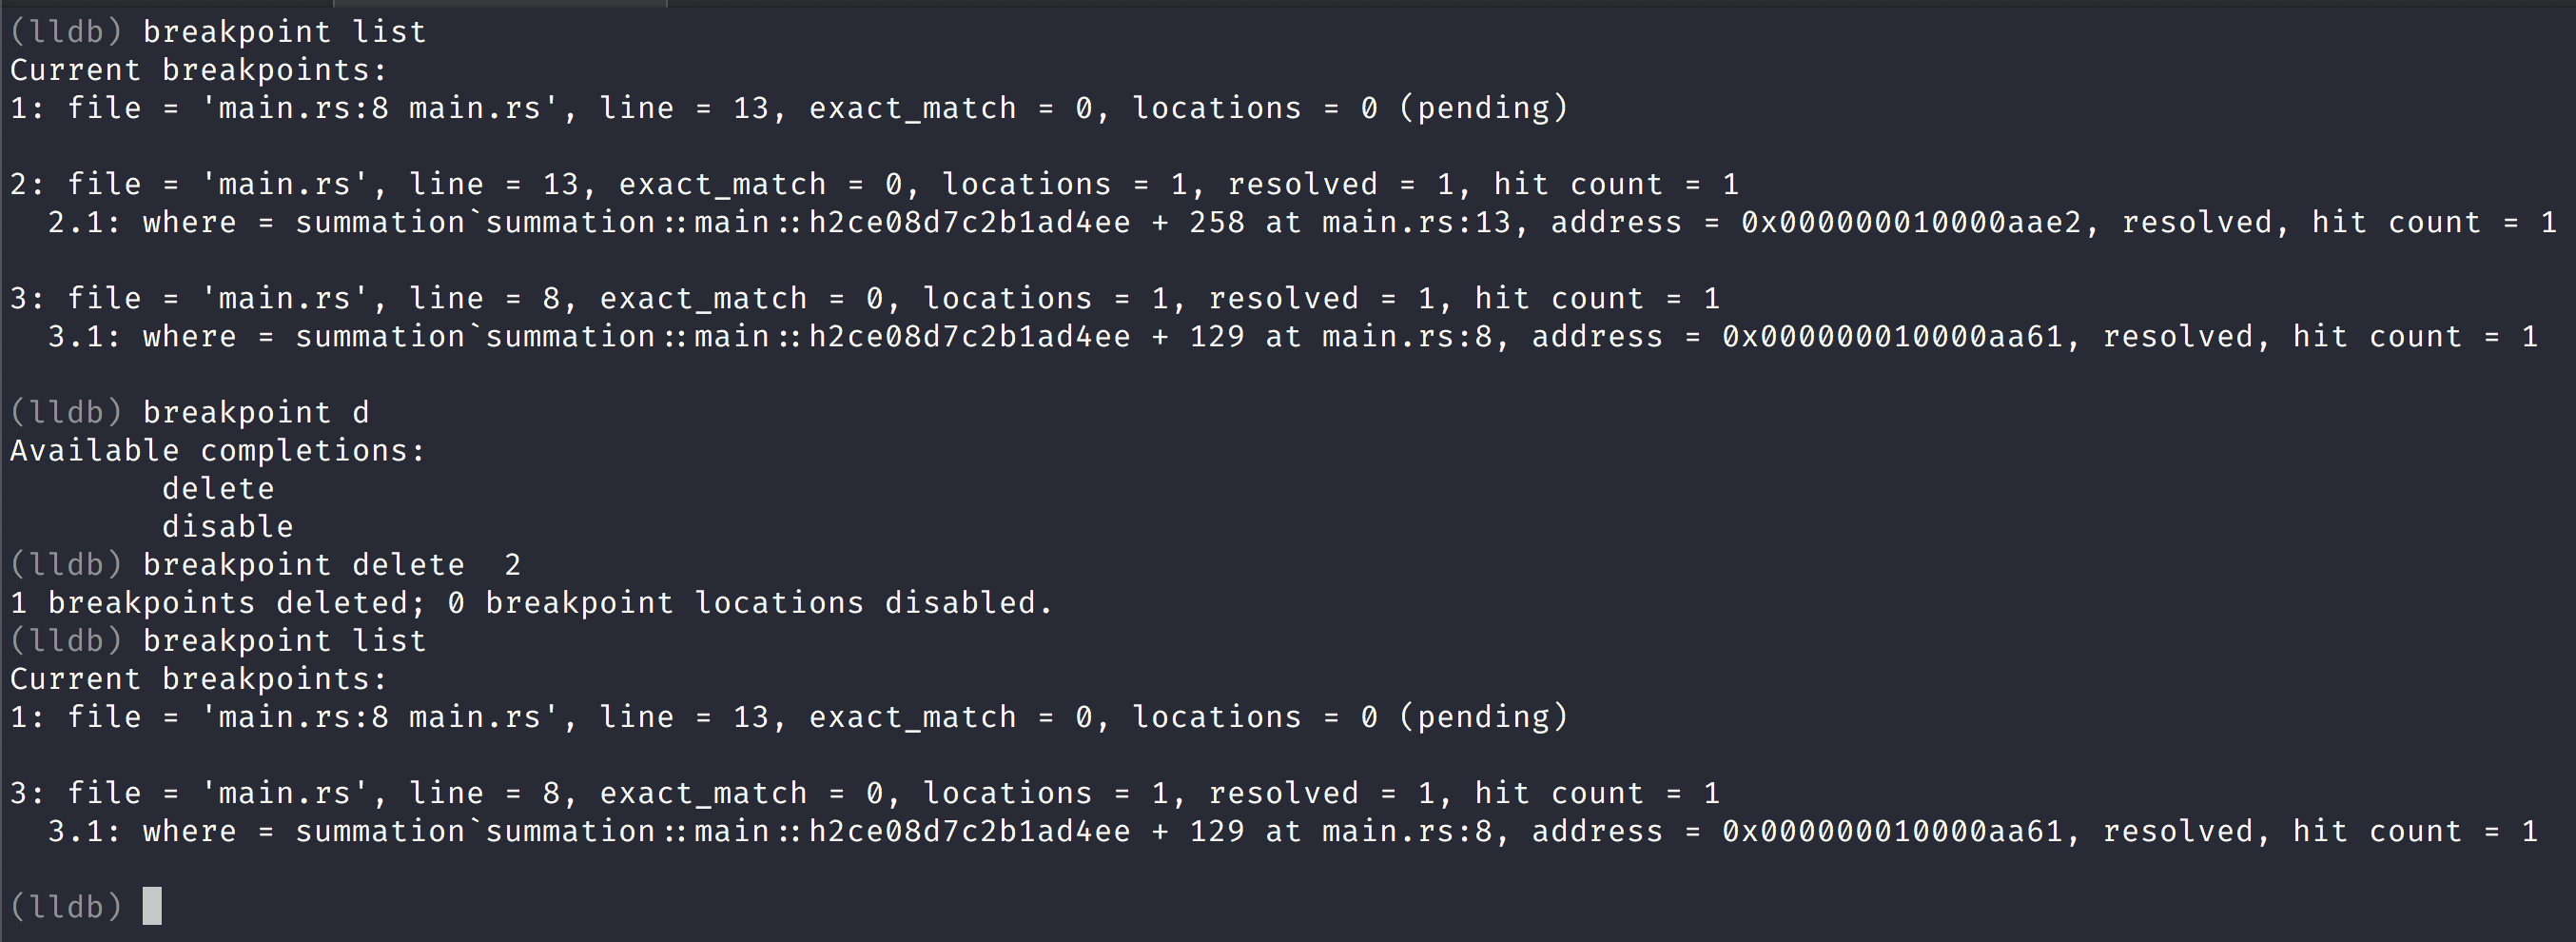 (lldb) breakpoint list
Current breakpoints:
1: file = 'main.rs:8 main.rs', line = 13, exact_match = 0, locations = 0 (pending)
2: file = 'main.rs', line = 13, exact_match = 0, locations = 1, resolved = 1, hit count = 1
  2.1: where = summation`summation::main::h2ce08d7c2b1ad4ee + 258 at main.rs:13, address = 0x000000010000aae2, resolved, hit count = 1
3: file = 'main.rs', line = 8, exact_match = 0, locations = 1, resolved = 1, hit count = 1
  3.1: where = summation`summation::main::h2ce08d7c2b1ad4ee + 129 at main.rs:8, address = 0x000000010000aa61, resolved, hit count = 1
(lldb) breakpoint d
Available completions:
        delete
        disable
(lldb) breakpoint delete  2
1 breakpoints deleted; 0 breakpoint locations disabled.
(lldb) breakpoint list
Current breakpoints:
1: file = 'main.rs:8 main.rs', line = 13, exact_match = 0, locations = 0 (pending)
3: file = 'main.rs', line = 8, exact_match = 0, locations = 1, resolved = 1, hit count = 1
  3.1: where = summation`summation::main::h2ce08d7c2b1ad4ee + 129 at main.rs:8, address = 0x000000010000aa61, resolved, hit count = 1
(lldb)